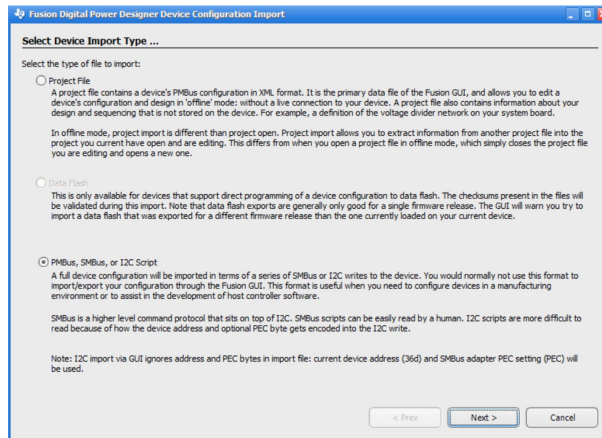 Fusion Digital Power Designer Device Configuration Import
Select Device Import Type ...
Select the type of file to import:
Project File
A project file contains a device's PMBus configuration in XML format. It is the primary data file of the Fusion GUI, and allows you to edit a
device's configuration and design in 'offline' mode: without a live connection to your device. A project file also contains information about your
design and sequencing that is not stored on the device. For example, a definition of the voltage divider network on your system board.
In offline mode, project import is different than project open. Project import allows you to extract information from another project file into the
project you current have open and are editing. This differs from when you open a project file in offline mode, which simply closes the project file
you are editing and opens a new one.
Data Flash
This is only available for devices that support direct programming of a device configuration to data flash. The checksums present in the files will
be validated during this import. Note that data flash exports are generally only good for a single firmware release. The GUI will warn you try to
import a data flash that was exported for a different firmware release than the one currently loaded on your current device.
PMBus, SMBus, or I2C Script
A full device configuration will be imported in terms of a series of SMBus or I2C writes to the device. You would normally not use this format to
import/export your configuration through the Fusion GUI. This format is useful when you need to configure devices in a manufacturing
environment or to assist in the development of host controller software.
SMBus is a higher level command protocol that sits on top of I2C. SMBus scripts can be easily read by a human. I2C scripts are more difficult to
read because of how the device address and optional PEC byte gets encoded into the I2C write.
Note: I2C import via GUI ignores address and PEC bytes in import file: current device address (36d) and SMBus adapter PEC setting (PEC) will
be used.
< Prev
Next >
Cancel